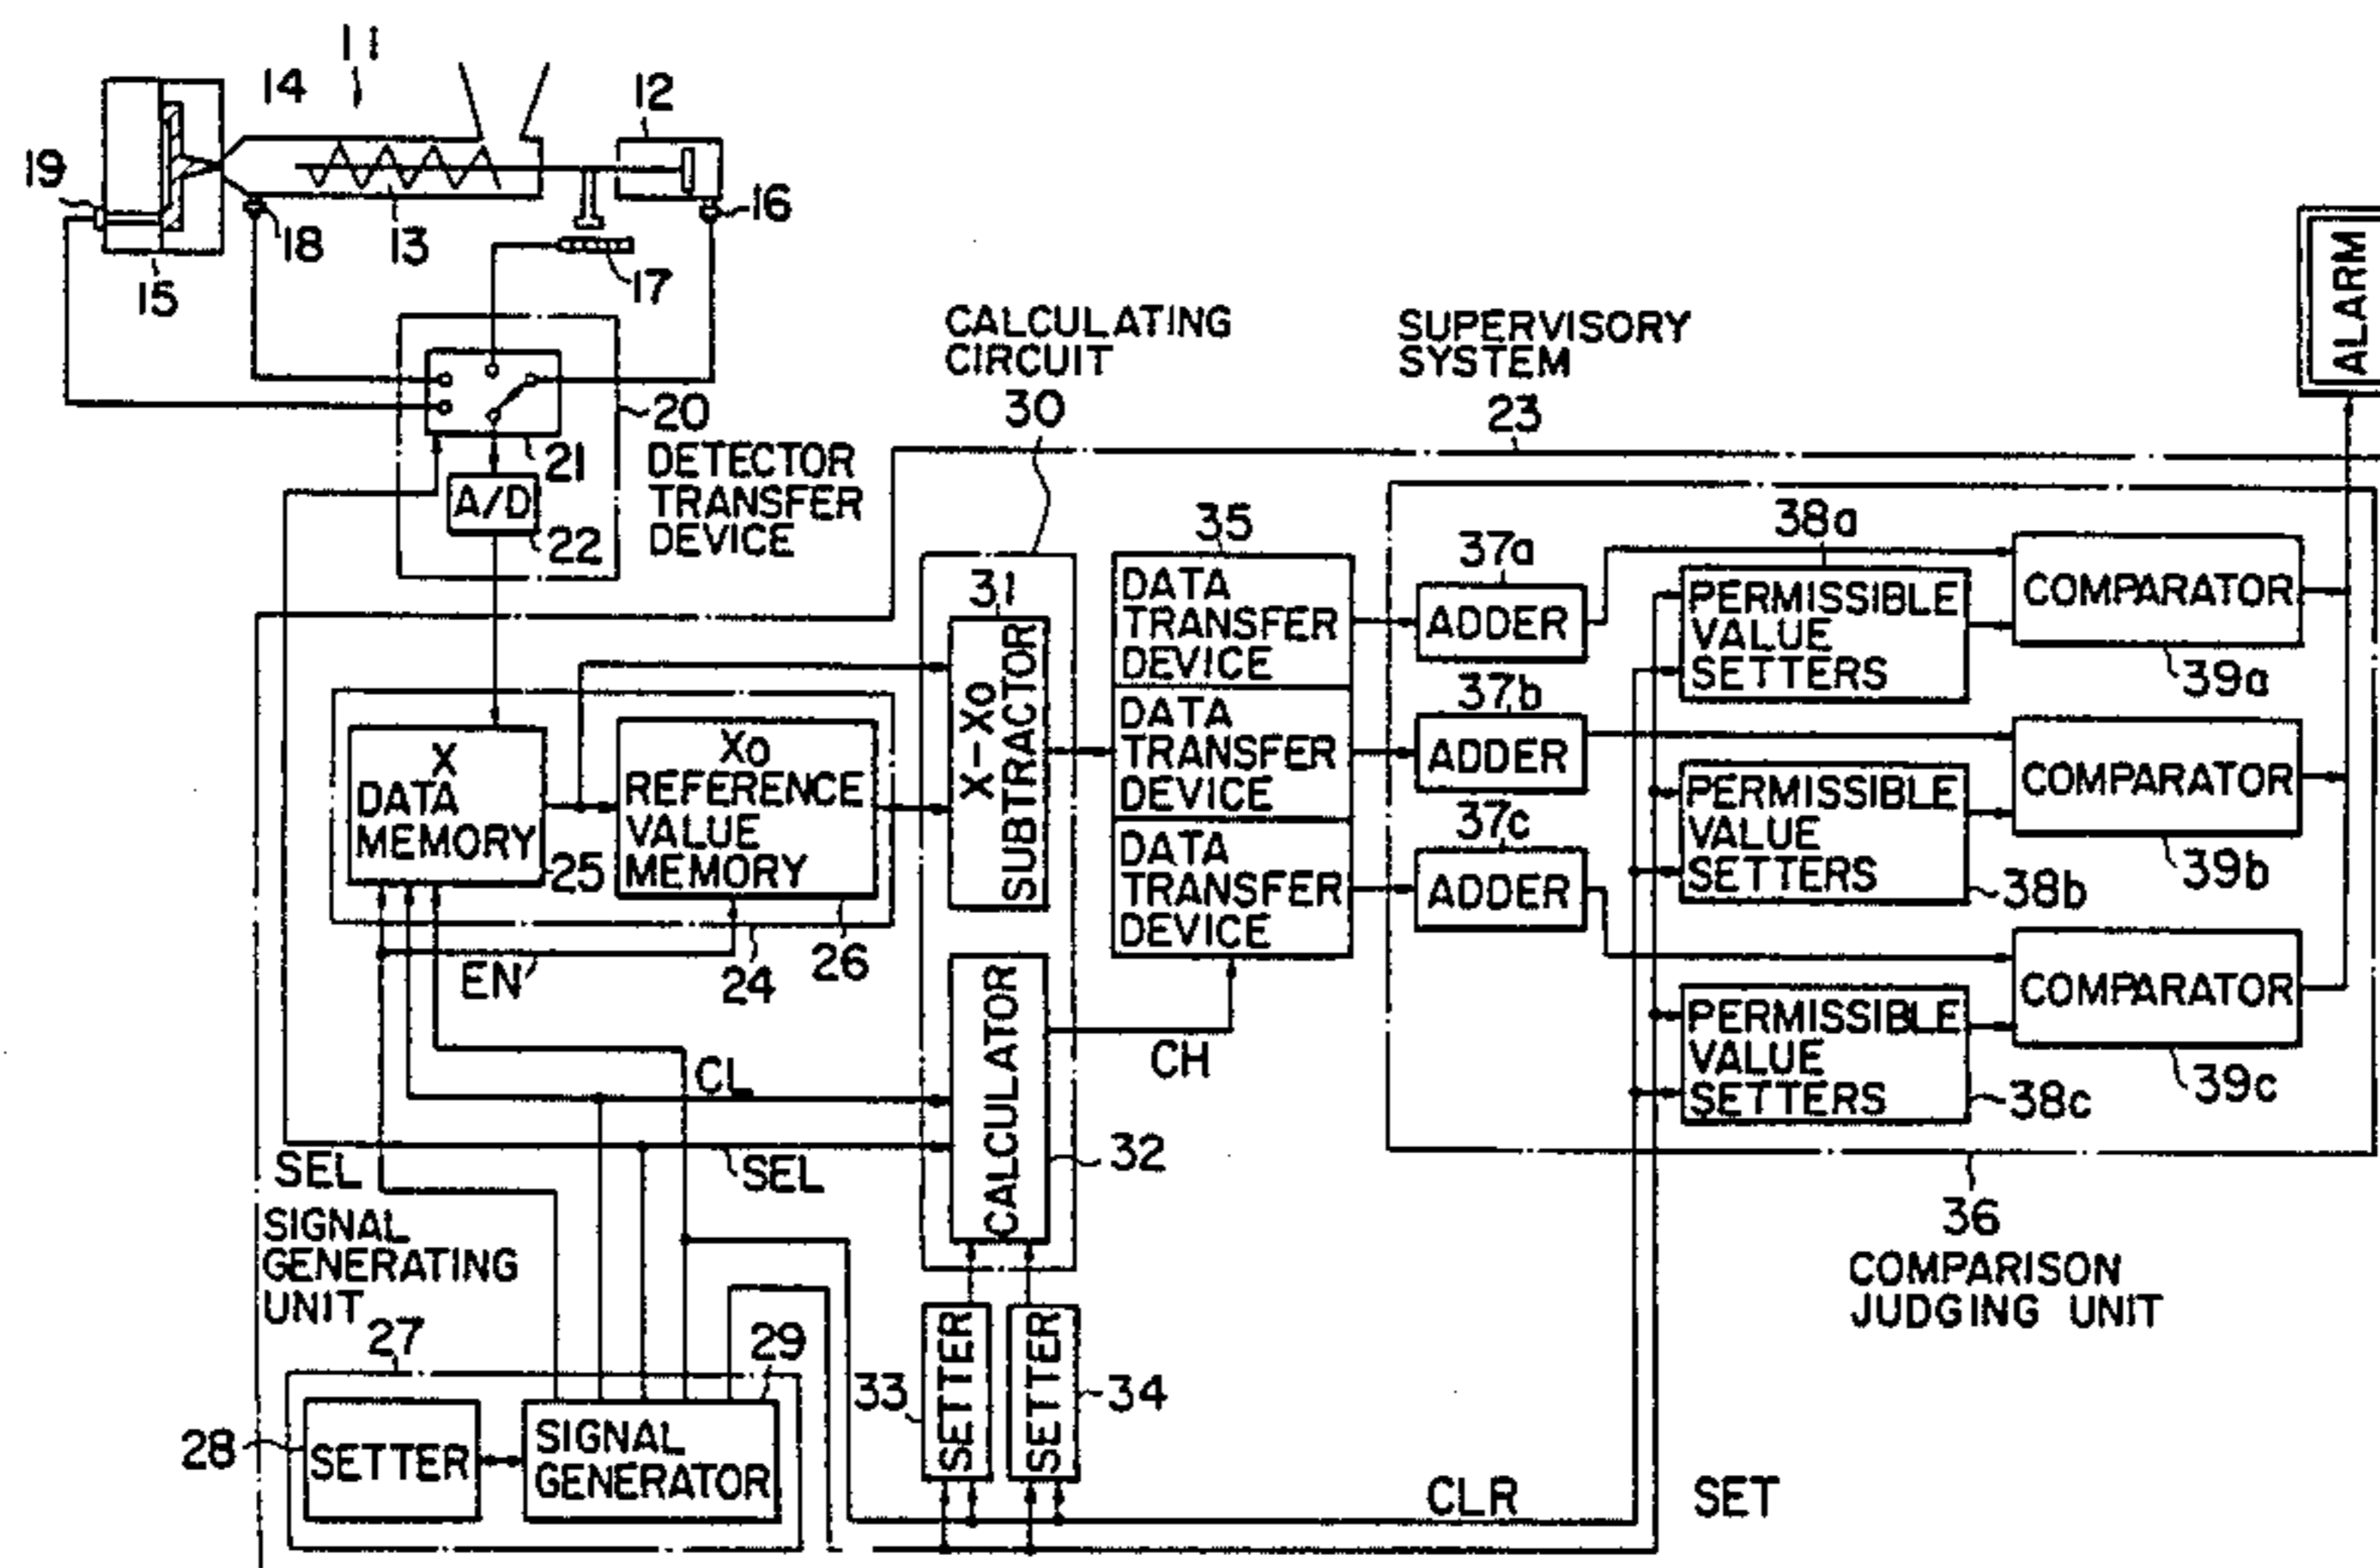 11
14
12
19
16
18
13
17
15
ALARM
CALCULATING
CIRCUIT
30
SUPERVISORY
SYSTEM
23
20
21
DETECTOR
TRANSFER
DEVICE
A/D
22
35
37a
38a
31
X-Xo
SUBTRACTOR
DATA
TRANSFER
DEVICE
ADDER
PERMISSIBLE
VALUE
SETTERS
COMPARATOR
39a
37b
X
DATA
MEMORY
25
Xo
REFERENCE
VALUE
MEMORY
DATA
TRANSFER
DEVICE
ADDER
PERMISSIBLE
VALUE
SETTERS
38b
COMPARATOR
39b
37c
DATA
TRANSFER
DEVICE
ADDER
EN
24
26
PERMISSIBLE
VALUE
SETTERS
38c
COMPARATOR
39c
CL
CALCULATOR
CH
32
SEL
SEL
36
COMPARISON
JUDGING UNIT
SIGNAL
GENERATING
UNIT
27
29
28
SETTER
SIGNAL
GENERATOR
33
SETTER
SETTER
34
CLR
SET